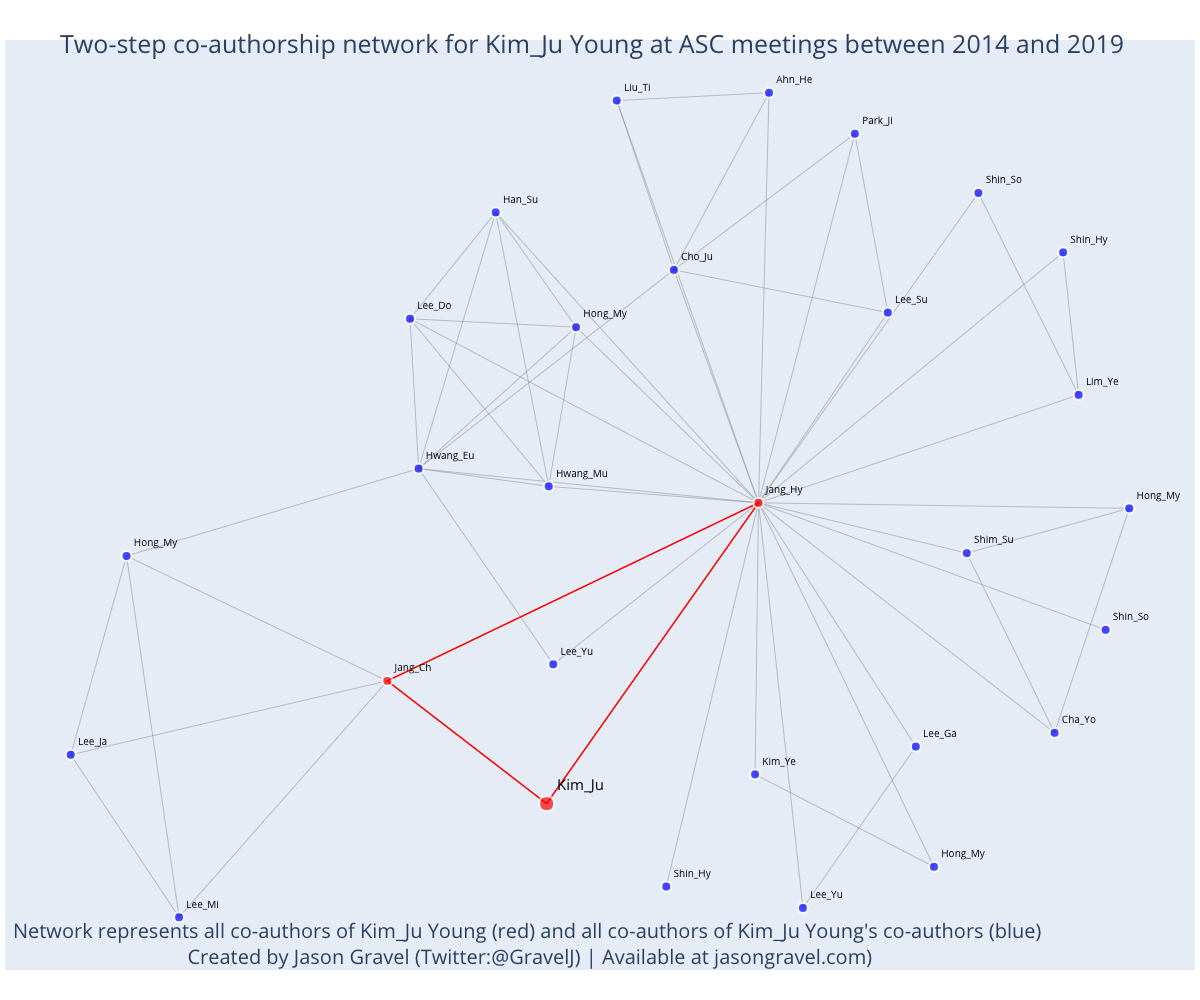 Two-step co-authorship network for Kim_Ju Young at ASC meetings between 2014 and 2019
Ahn_He
Liu_Ti
Park_Ji
Shin_So
Han_Su
Shin_Hy
Cho_Ju
Lee_Su
Lee_Do
Hong_My
Lim_Ye
Hwang_Eu
Hwang_Mu
Jang_Hy
Hong_My
Hong_My
Shim_Su
Shin_So
Lee_Yu
Jang_Ch
Cha_Yo
Lee_Ga
Lee_Ja
Kim_Ye
Kim_Ju
Hong_My
Shin_Hy
Lee_Yu
Lee_Mi
Network represents all co-authors of Kim_Ju Young (red) and all co-authors of Kim_Ju Young's co-authors (blue)
Created by Jason Gravel (Twitter:@GravelJ) | Available at jasongravel.com)